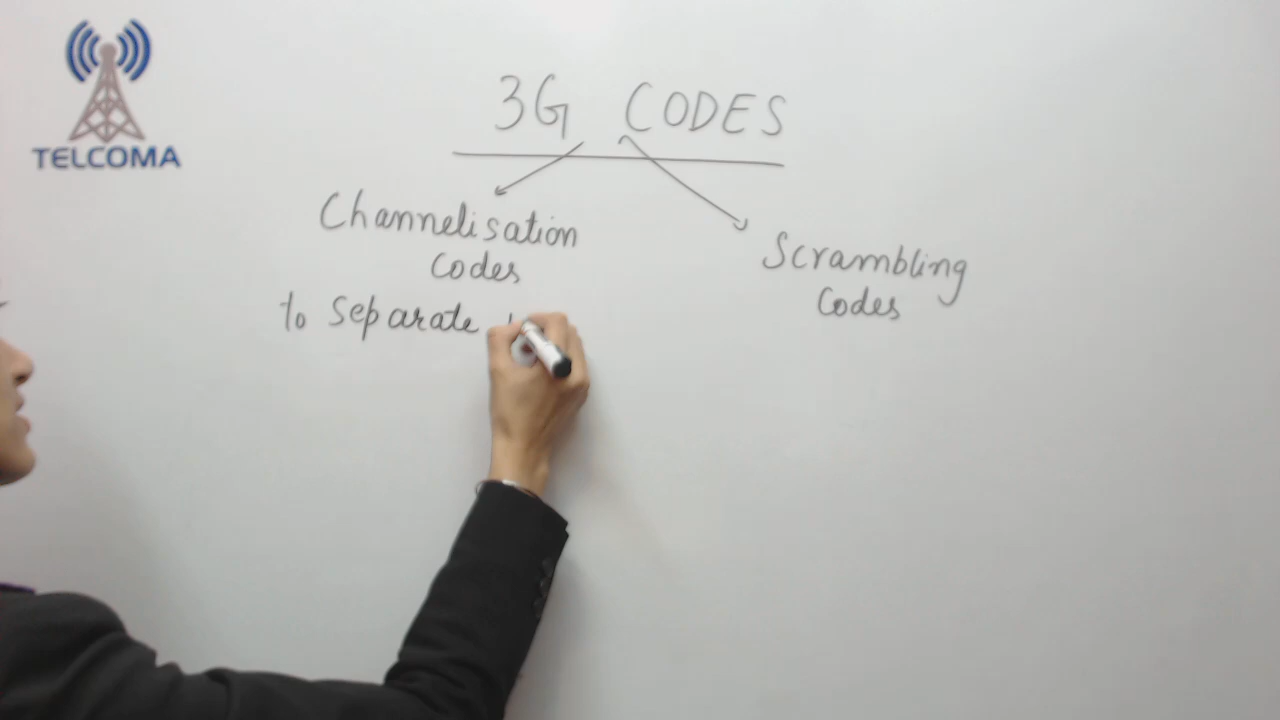 TELCOMA
3G CODES
Channelisation
Codes
to Separate
Scrambling
Codes